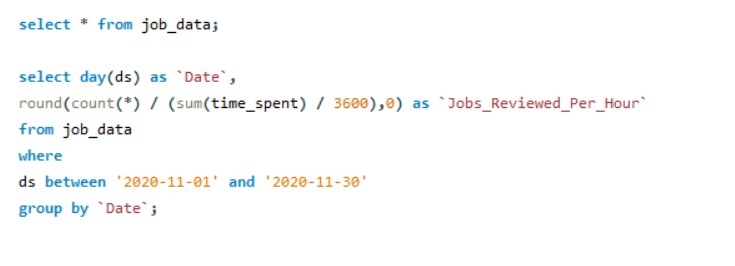 select * from job_data;
select day(ds) as `Date`,
round(count(*) / (sum(time_spent) / 3600),0) as `Jobs_Reviewed_Per_Hour`
from job_data
where
ds between '2020-11-01' and '2020-11-30'
group by `Date`;